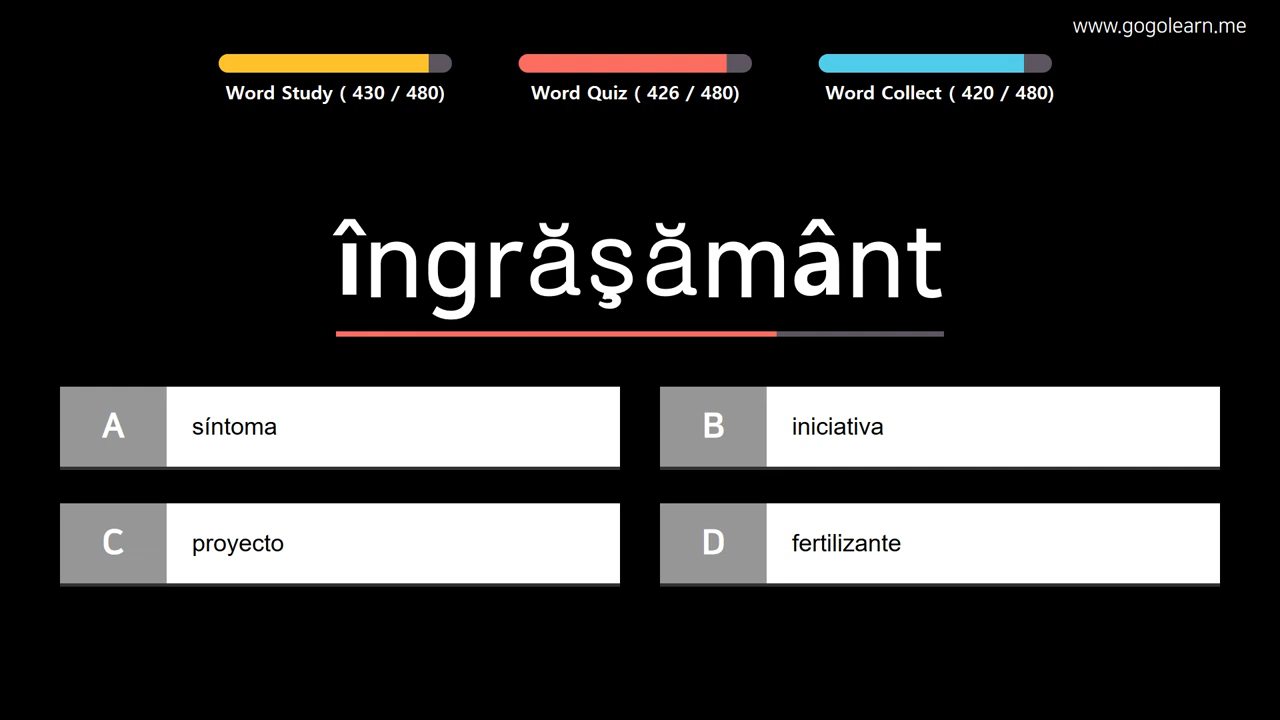 www.gogolearn.me
Word Study ( 430 / 480)
Word Quiz ( 426 / 480)
Word Collect ( 420 / 480)
îngrăşământ
A síntoma
B iniciativa
C proyecto
D fertilizante